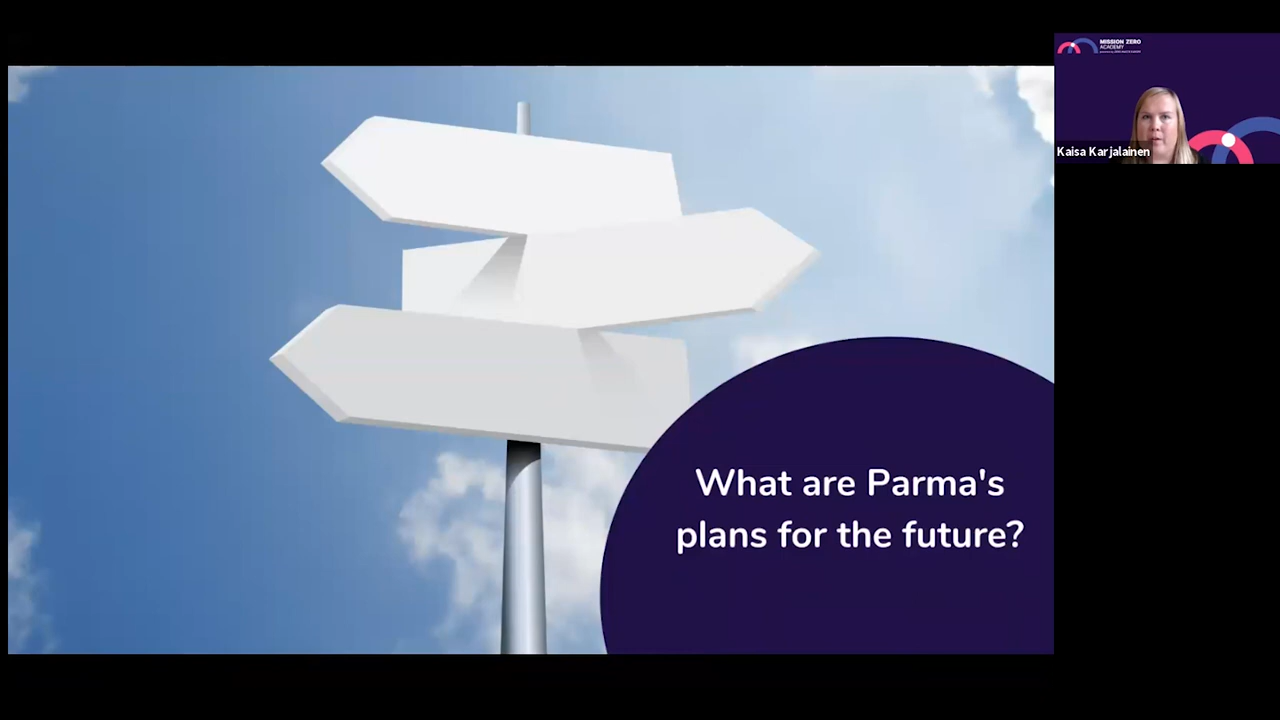 MISSION ZERO
ACADEMY
Kaisa Karjalainen
What are Parma's
plans for the future?